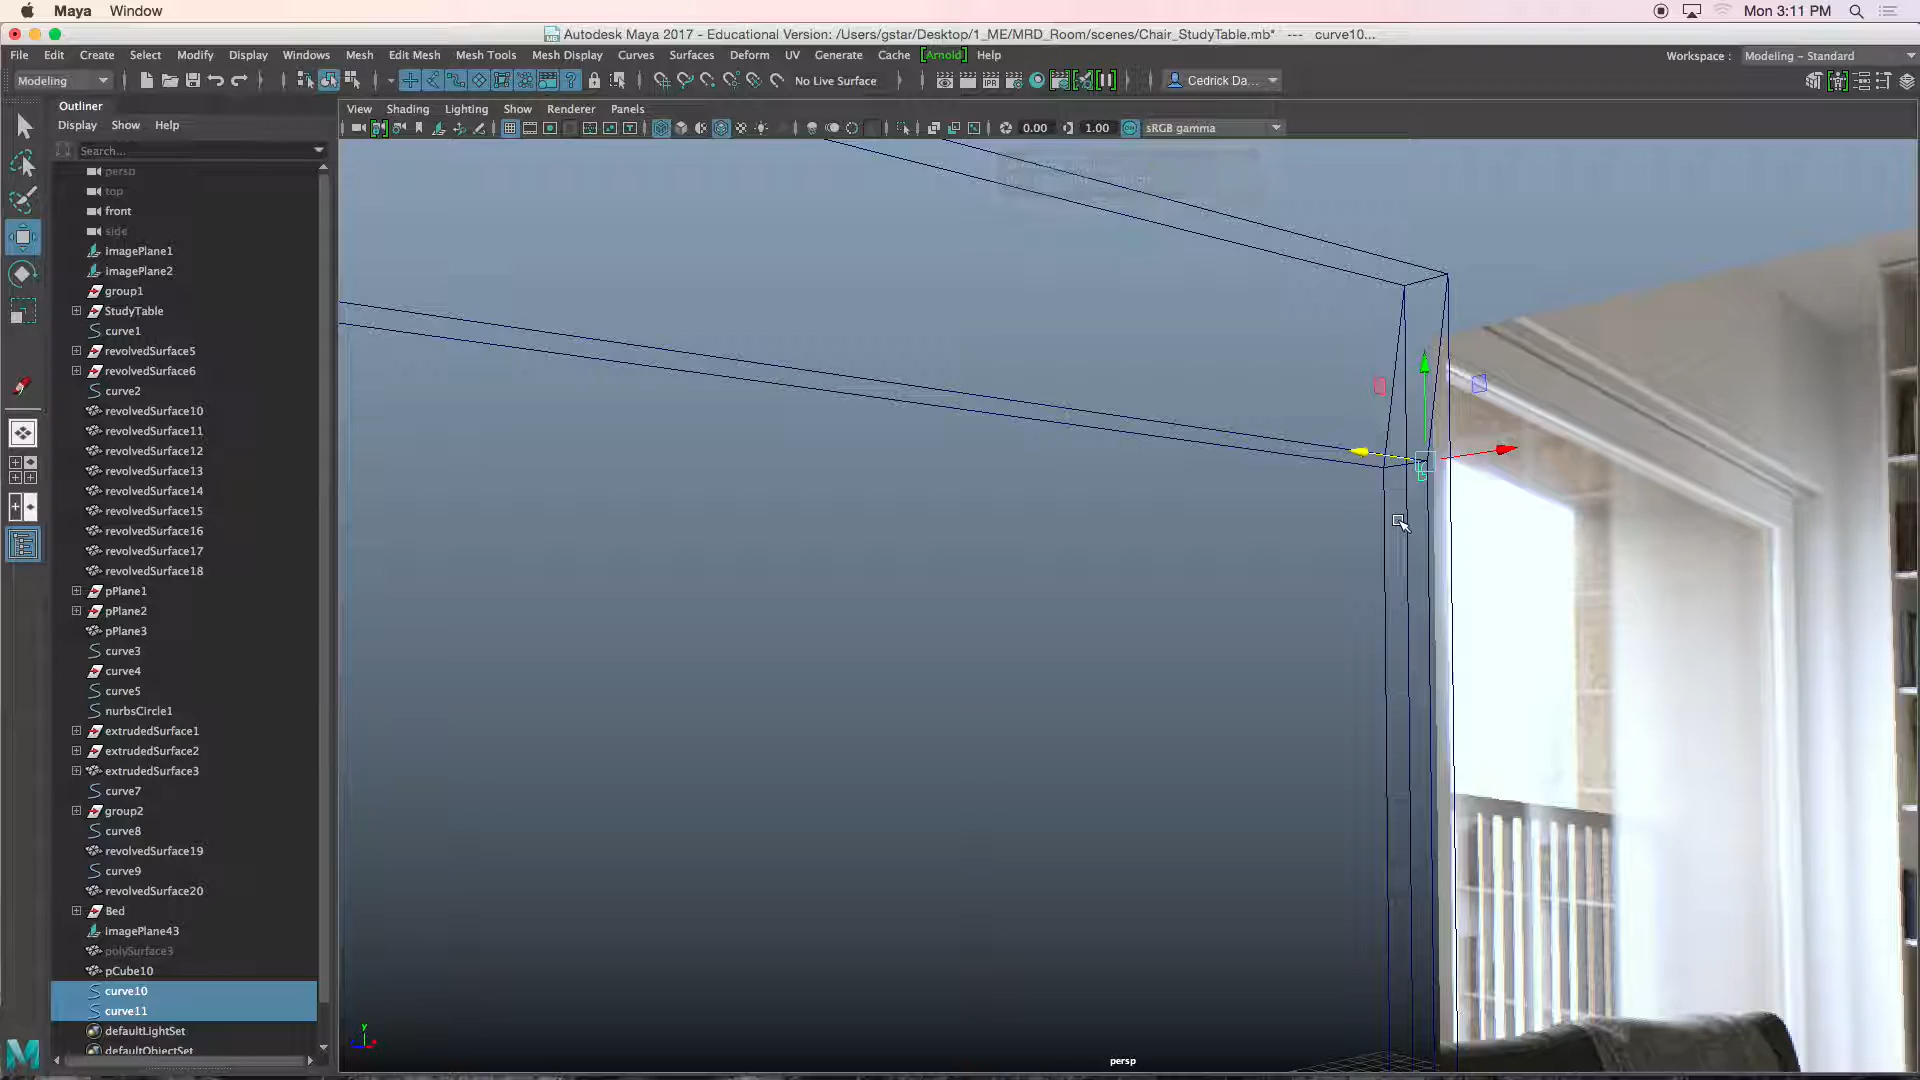 Maya Window Mon 3:11 PM
Autodesk Maya 2017 - Educational Version: /Users/gstar/Desktop/1_ME/MRD_Room/scenes/Chair_StudyTable.mb* --- curve10...
File Edit Create Select Modify Display Windows Mesh Edit Mesh Mesh Tools Mesh Display Curves Surfaces Deform UV Generate Cache [Arnold] Help Workspace : Modeling - Standard
Modeling No Live Surface Cedrick Da...
Outliner
View Shading Lighting Show Renderer Panels
Display Show Help
0.00 1.00 sRGB gamma
Search...
persp
top
front
side
imagePlane1
imagePlane2
group1
StudyTable
curve1
revolvedSurface5
revolvedSurface6
curve2
revolvedSurface10
revolvedSurface11
revolvedSurface12
revolvedSurface13
revolvedSurface14
revolvedSurface15
revolvedSurface16
revolvedSurface17
revolvedSurface18
pPlane1
pPlane2
pPlane3
curve3
curve4
curve5
nurbsCircle1
extrudedSurface1
extrudedSurface2
extrudedSurface3
curve7
group2
curve8
revolvedSurface19
curve9
revolvedSurface20
Bed
imagePlane43
polySurface3
pCube10
curve10
curve11
defaultLightSet
defaultObjectSet
y
persp